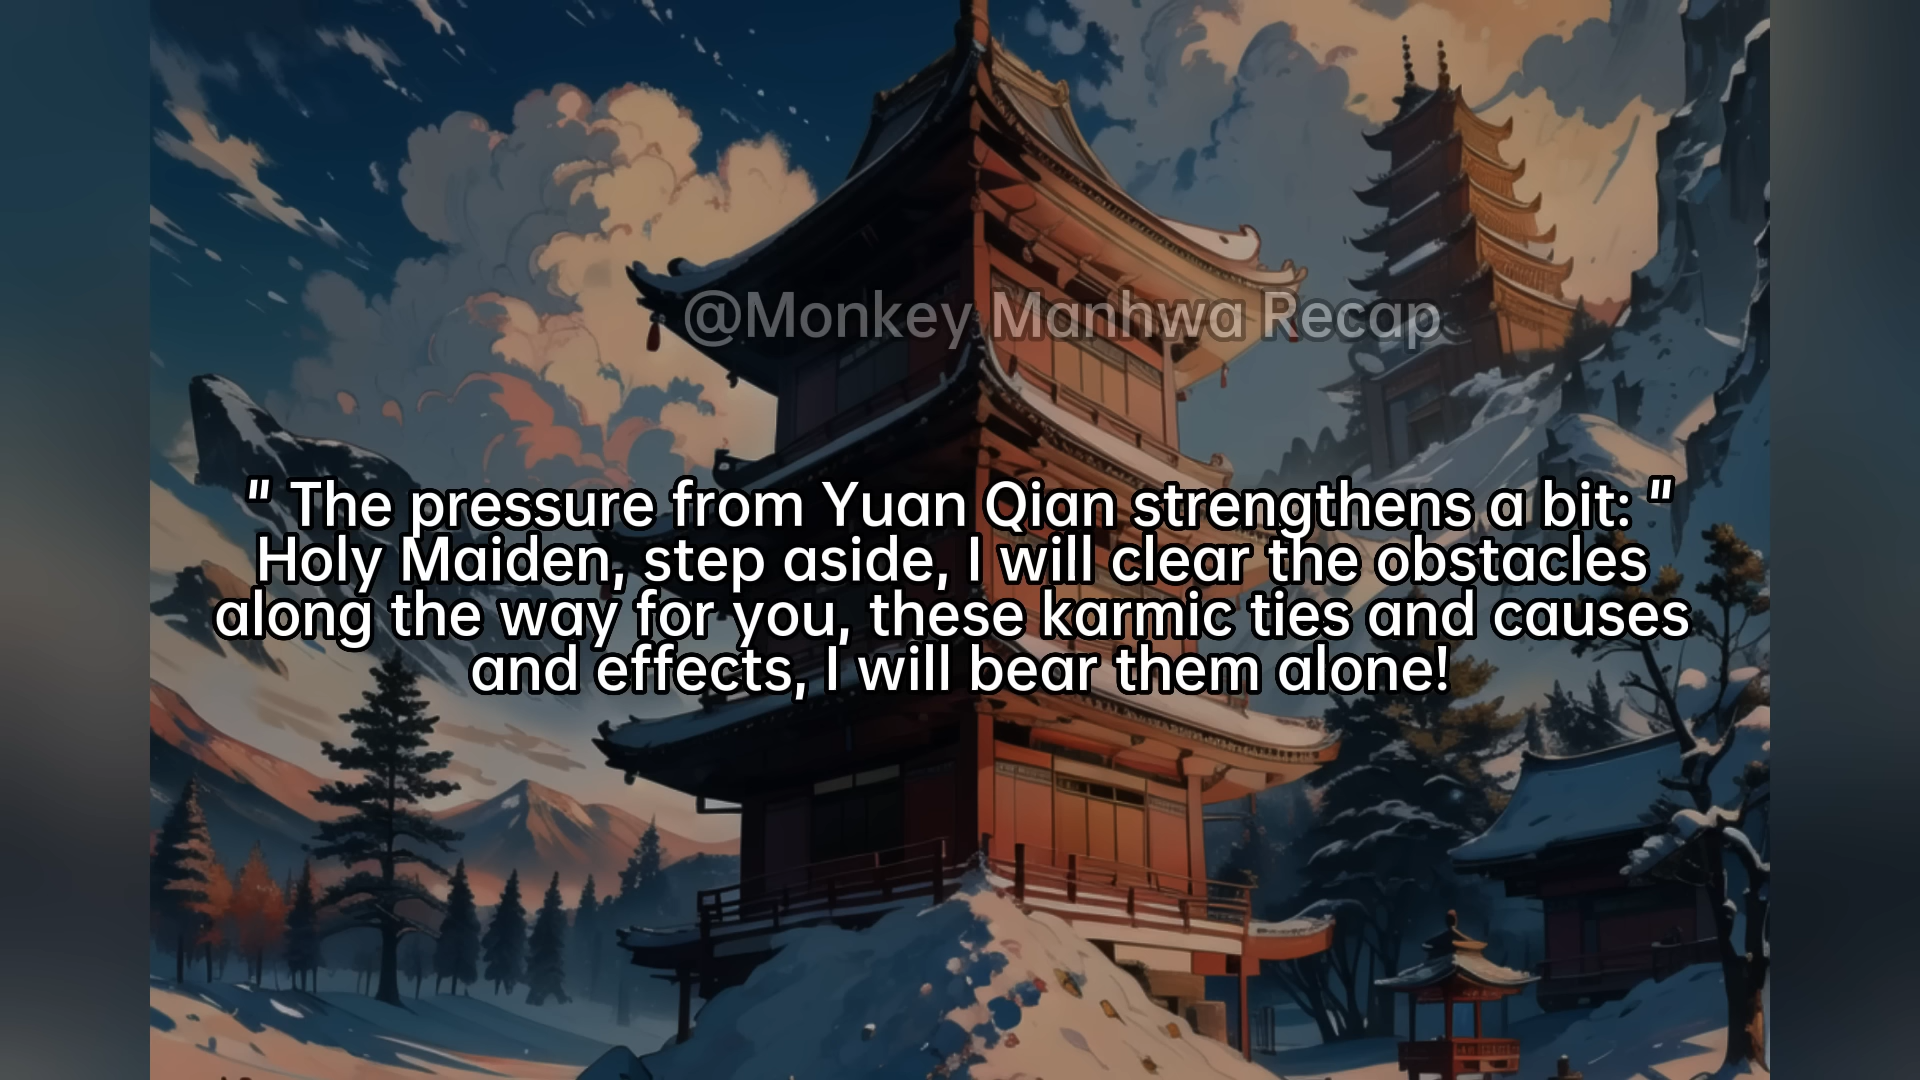 @Monkey Manhwa Recap
" The pressure from Yuan Qian strengthens a bit: "
Holy Maiden, step aside, I will clear the obstacles
along the way for you, these karmic ties and causes
and effects, I will bear them alone!